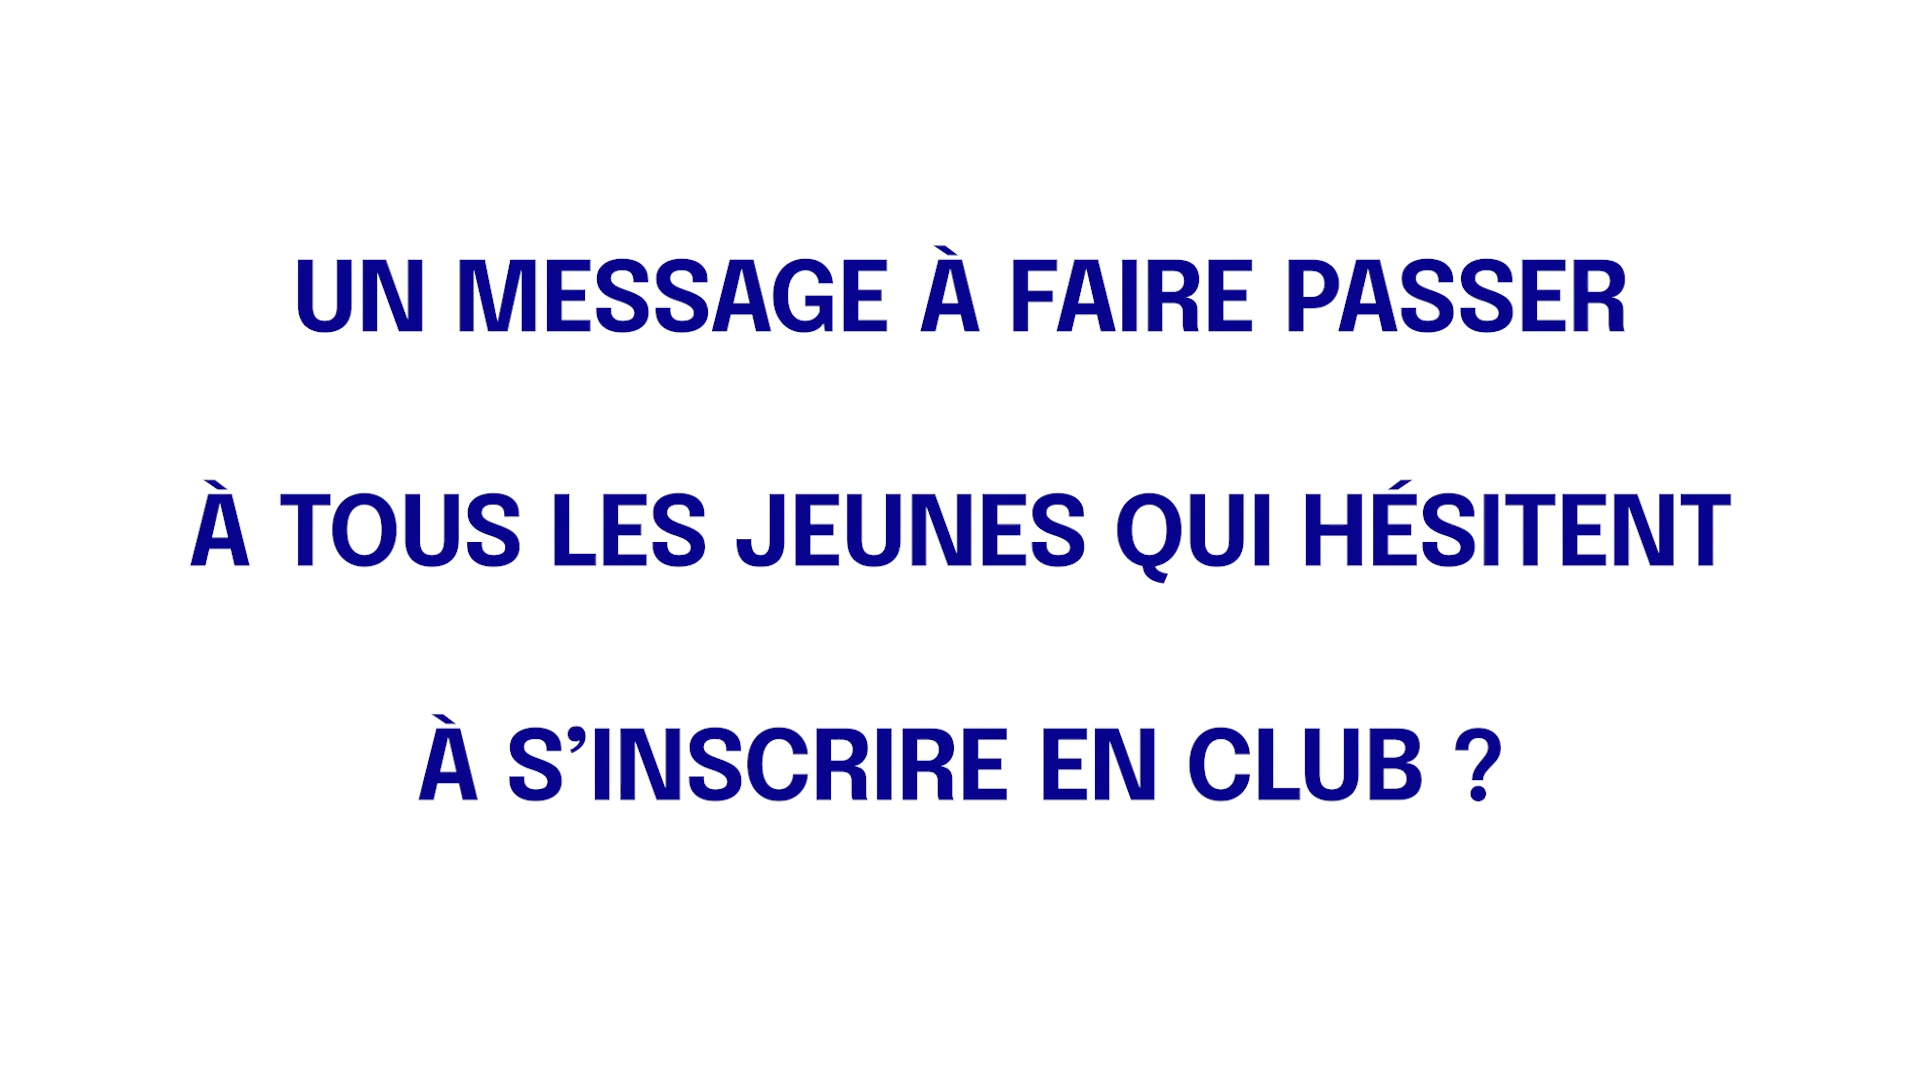 UN MESSAGE À FAIRE PASSER
À TOUS LES JEUNES QUI HÉSITENT
À S’INSCRIRE EN CLUB ?